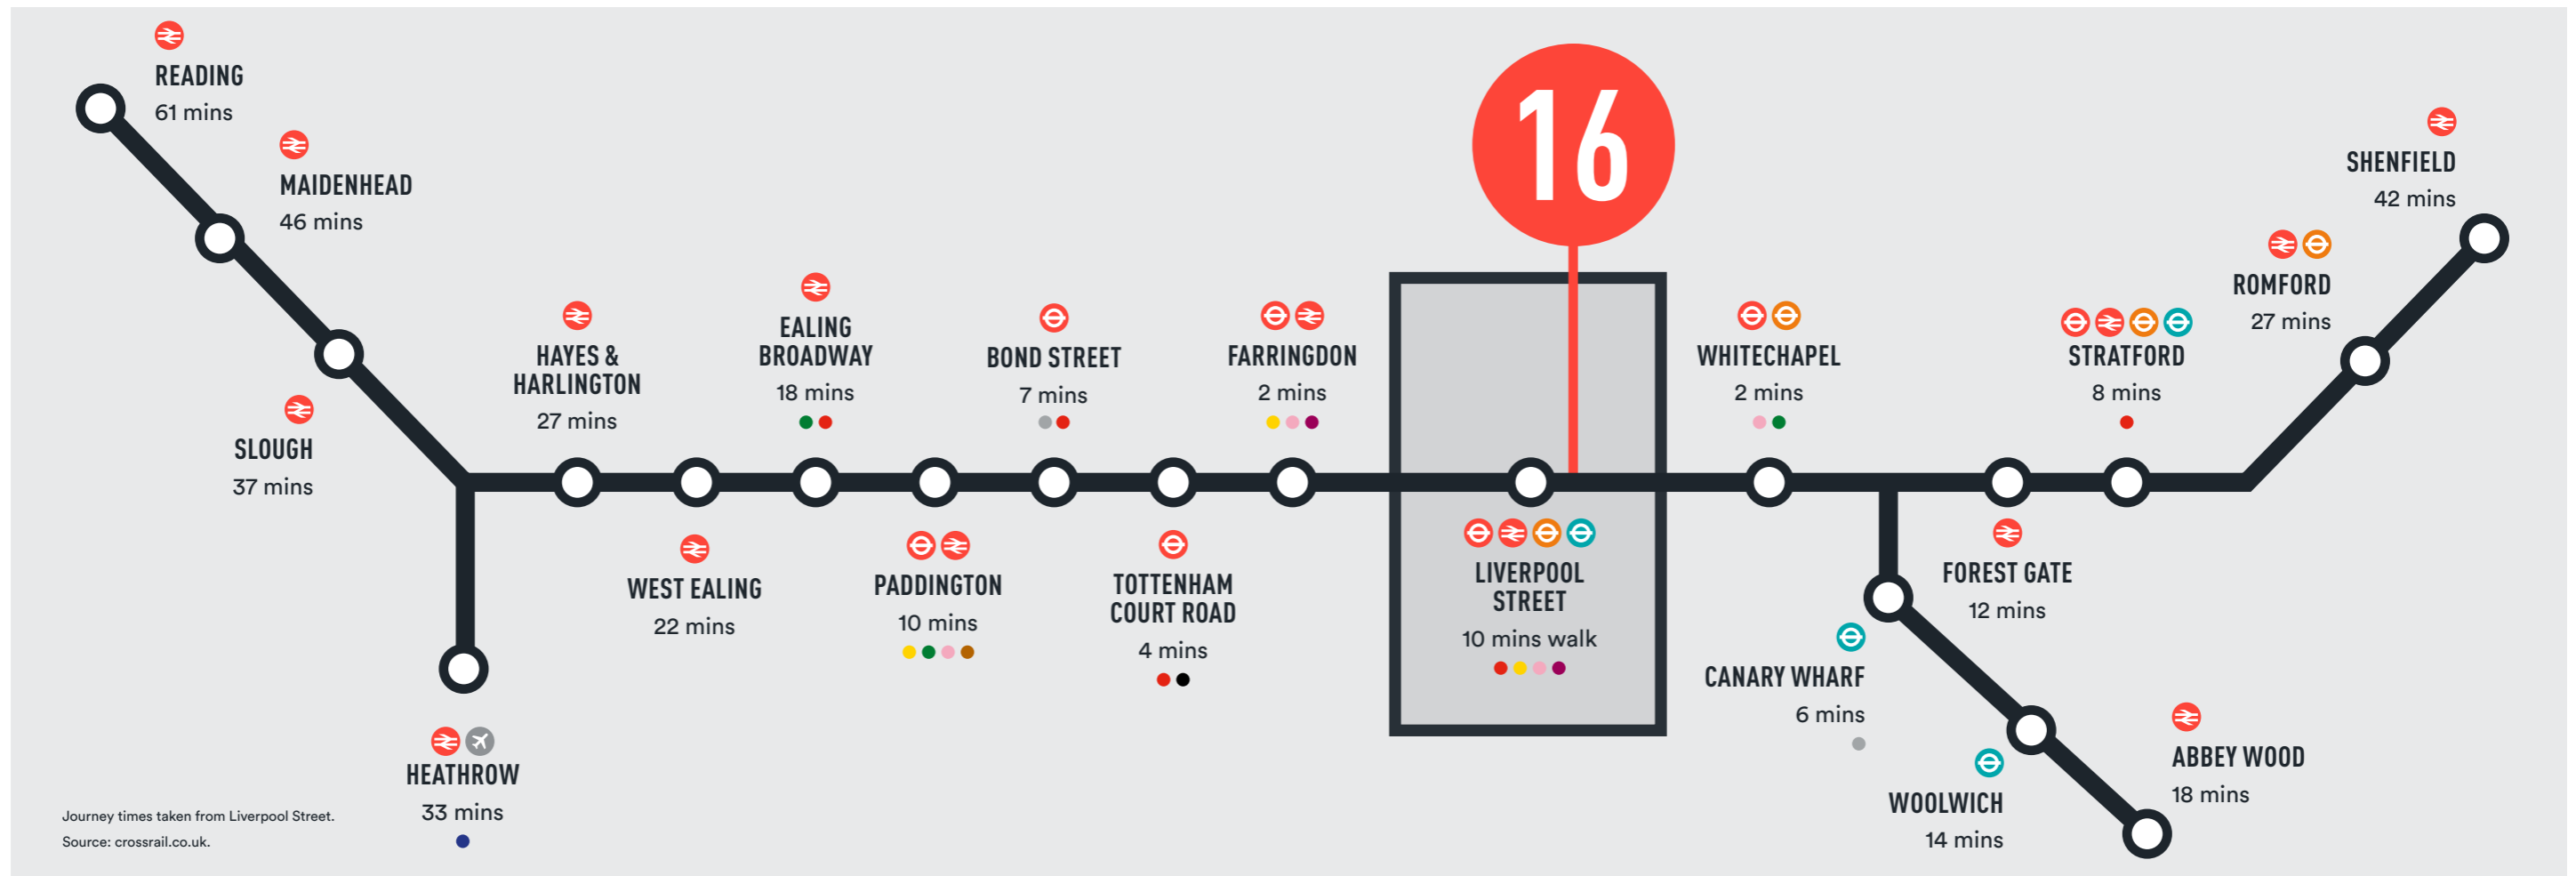 READING
61 mins
MAIDENHEAD
46 mins
SLOUGH
37 mins
HEATHROW
33 mins
HAYES &
HARLINGTON
27 mins
WEST EALING
22 mins
EALING
BROADWAY
18 mins
PADDINGTON
10 mins
BOND STREET
7 mins
TOTTENHAM
COURT ROAD
4 mins
FARRINGDON
2 mins
16
LIVERPOOL
STREET
10 mins walk
WHITECHAPEL
2 mins
CANARY WHARF
6 mins
WOOLWICH
14 mins
ABBEY WOOD
18 mins
FOREST GATE
12 mins
STRATFORD
8 mins
ROMFORD
27 mins
SHENFIELD
42 mins
Journey times taken from Liverpool Street.
Source: crossrail.co.uk.